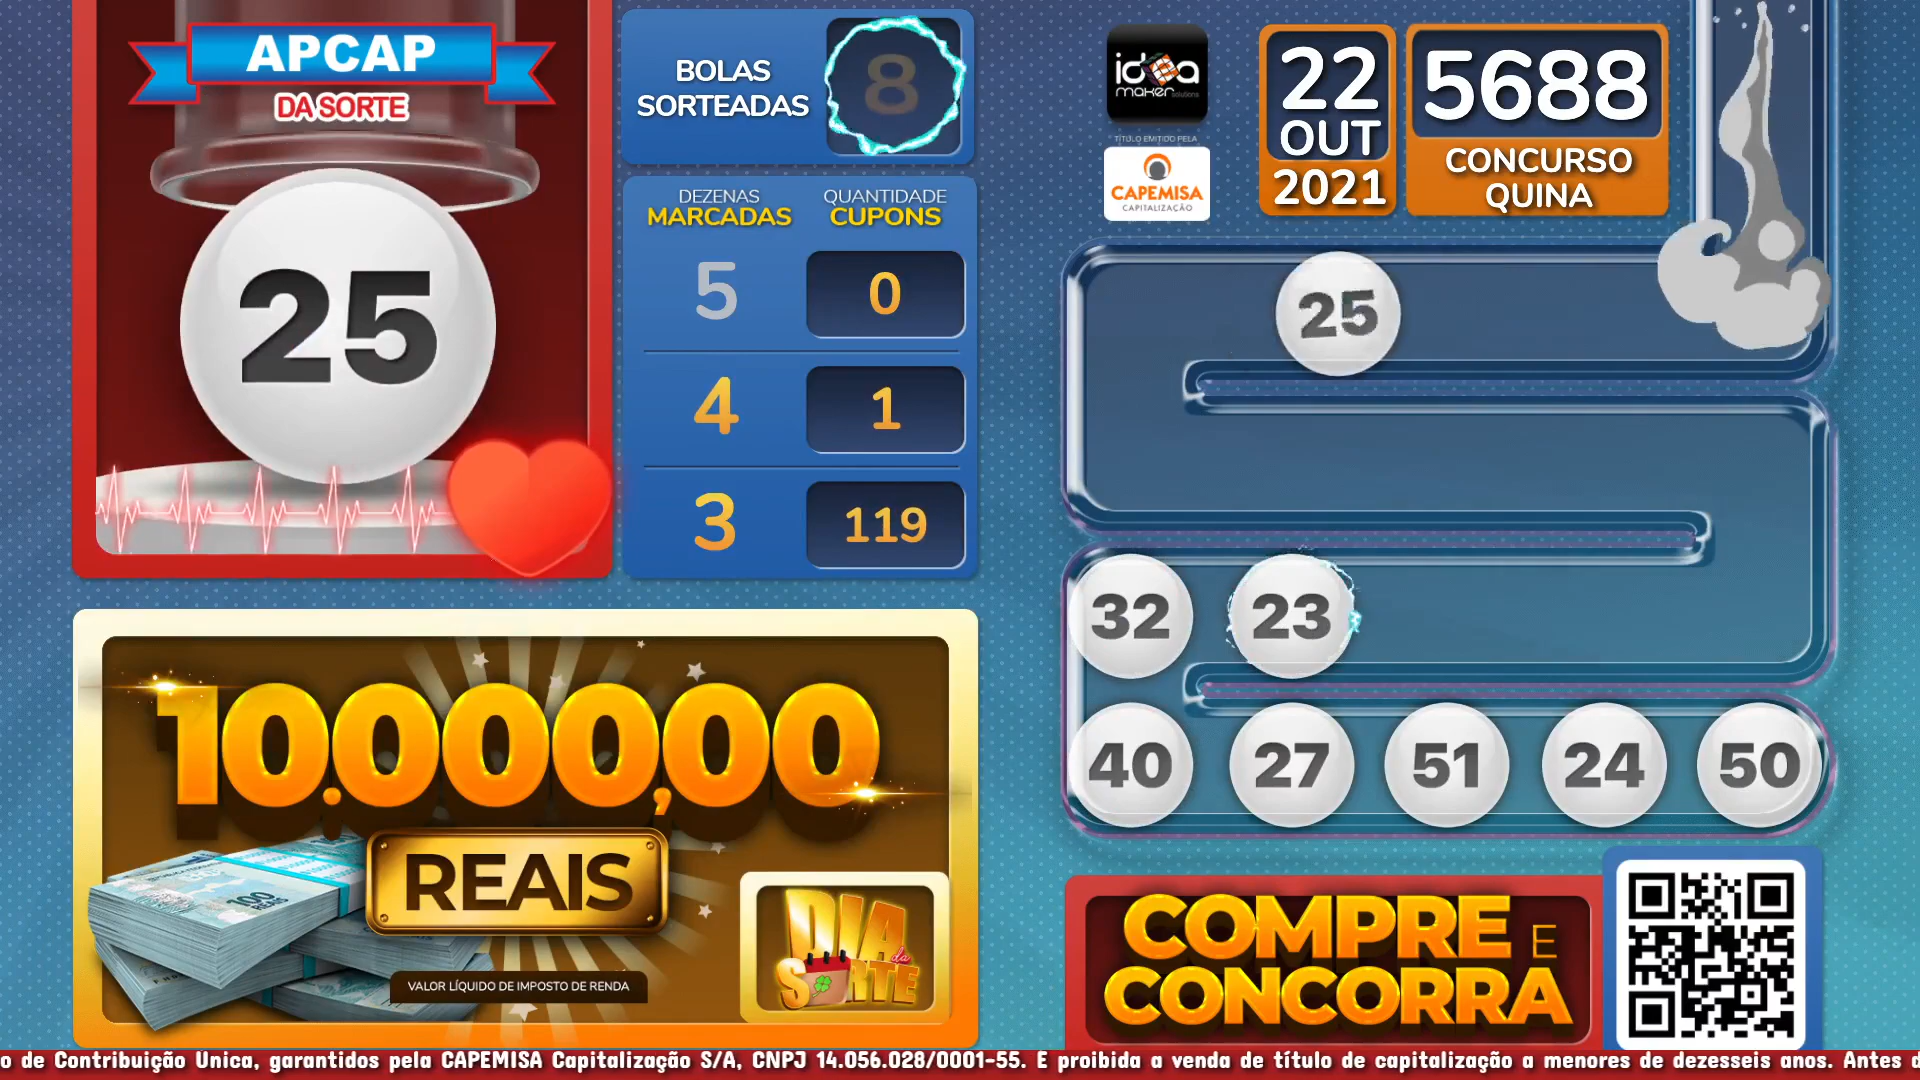 APCAP
DA SORTE
25
BOLAS
SORTEADAS
8
DEZENAS
MARCADAS
QUANTIDADE
CUPONS
5
0
4
1
3
119
10.000,00
REAIS
VALOR LÍQUIDO DE IMPOSTO DE RENDA
DIA
da
SORTE
idea
maker solutions
TÍTULO EMITIDO PELA
CAPEMISA
CAPITALIZAÇÃO
22
OUT
2021
5688
CONCURSO
QUINA
25
32
23
40
27
51
24
50
COMPRE E
CONCORRA
o de Contribuição Unica, garantidos pela CAPEMISA Capitalização S/A, CNPJ 14.056.028/0001-55. E proibida a venda de título de capitalização a menores de dezesseis anos. Antes d